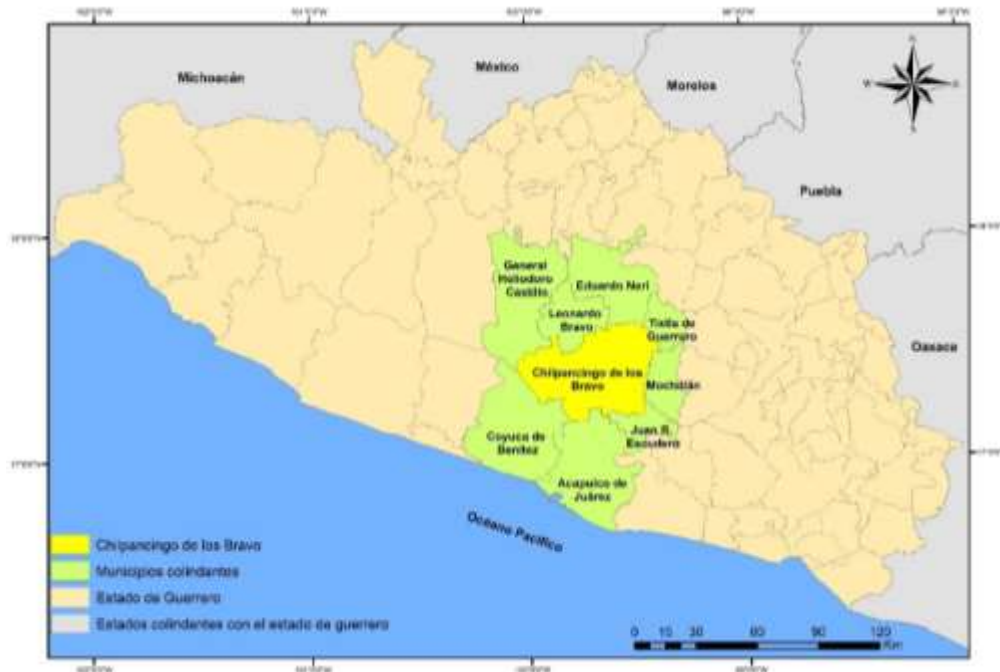 Michoacán
México
Morelos
Puebla
Oaxaca
General
Heliodoro
Castillo
Eduardo Neri
Leonardo
Bravo
Tixtla de
Guerrero
Chilpancingo de los
Bravo
Mochitlán
Juan R.
Escudero
Coyuca de
Benítez
Acapulco de
Juárez
Océano Pacífico
Chilpancingo de los Bravo
Municipios colindantes
Estado de Guerrero
Estados colindantes con el estado de guerrero
0 15 30 60 90 120
Km